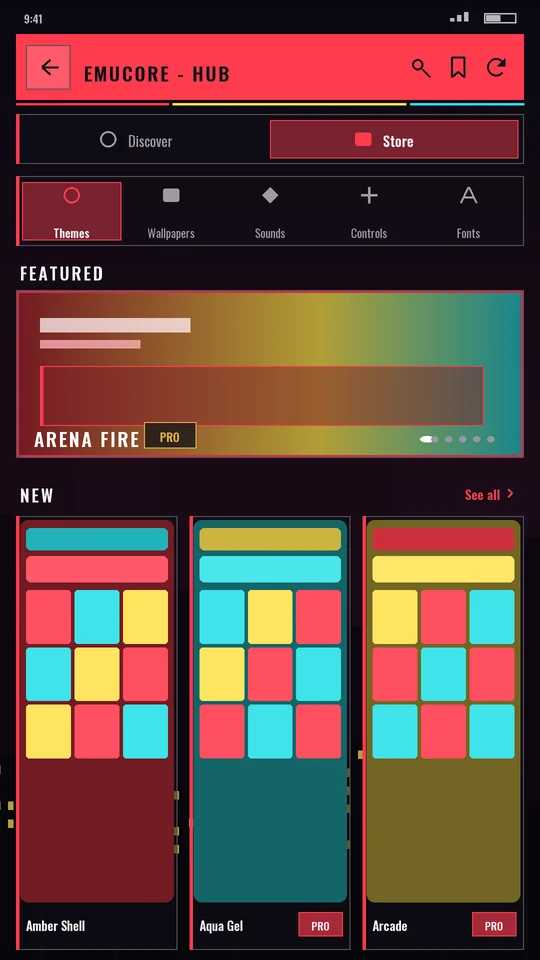 9:41
EMUCORE - HUB
Discover
Store
Themes
Wallpapers
Sounds
Controls
Fonts
FEATURED
ARENA FIRE
PRO
NEW
See all
Amber Shell
Aqua Gel
PRO
Arcade
PRO